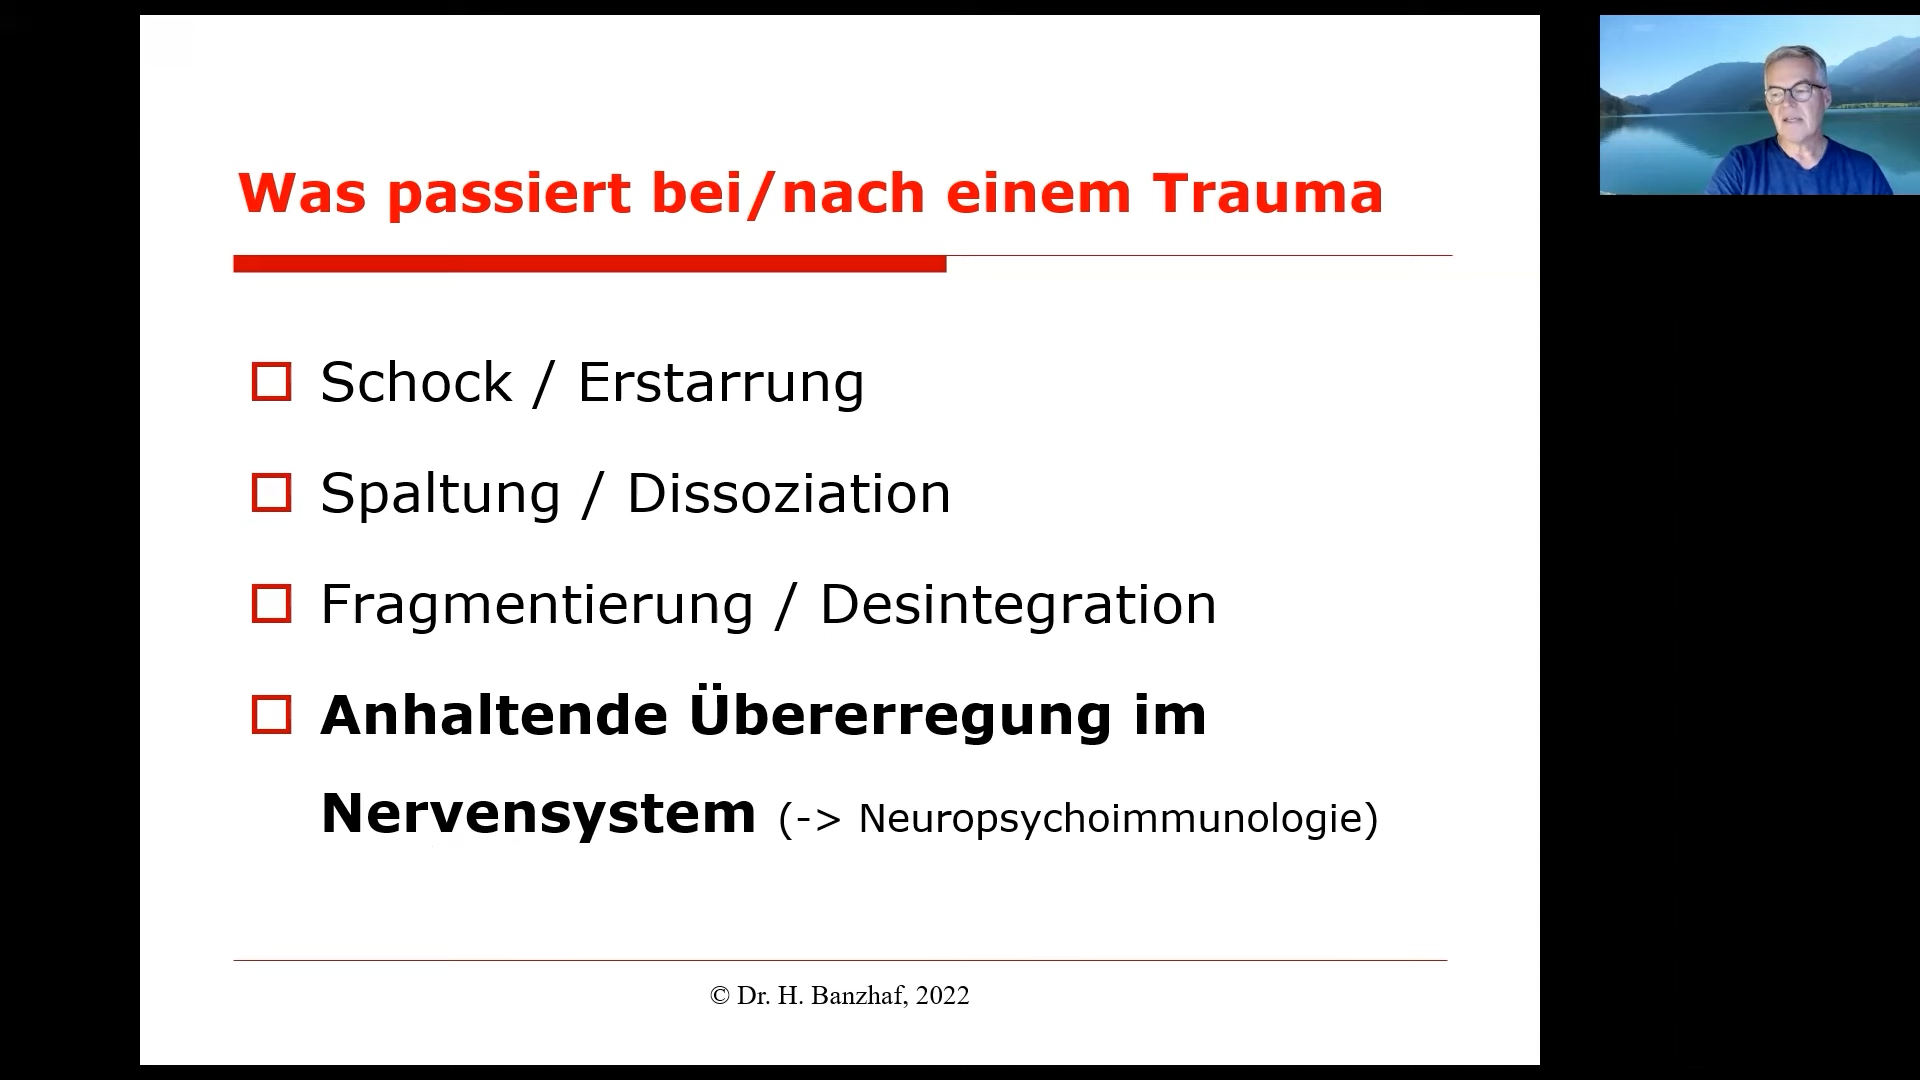 Was passiert bei/nach einem Trauma
Schock / Erstarrung
Spaltung / Dissoziation
Fragmentierung / Desintegration
Anhaltende Übererregung im
Nervensystem (-> Neuropsychoimmunologie)
© Dr. H. Banzhaf, 2022